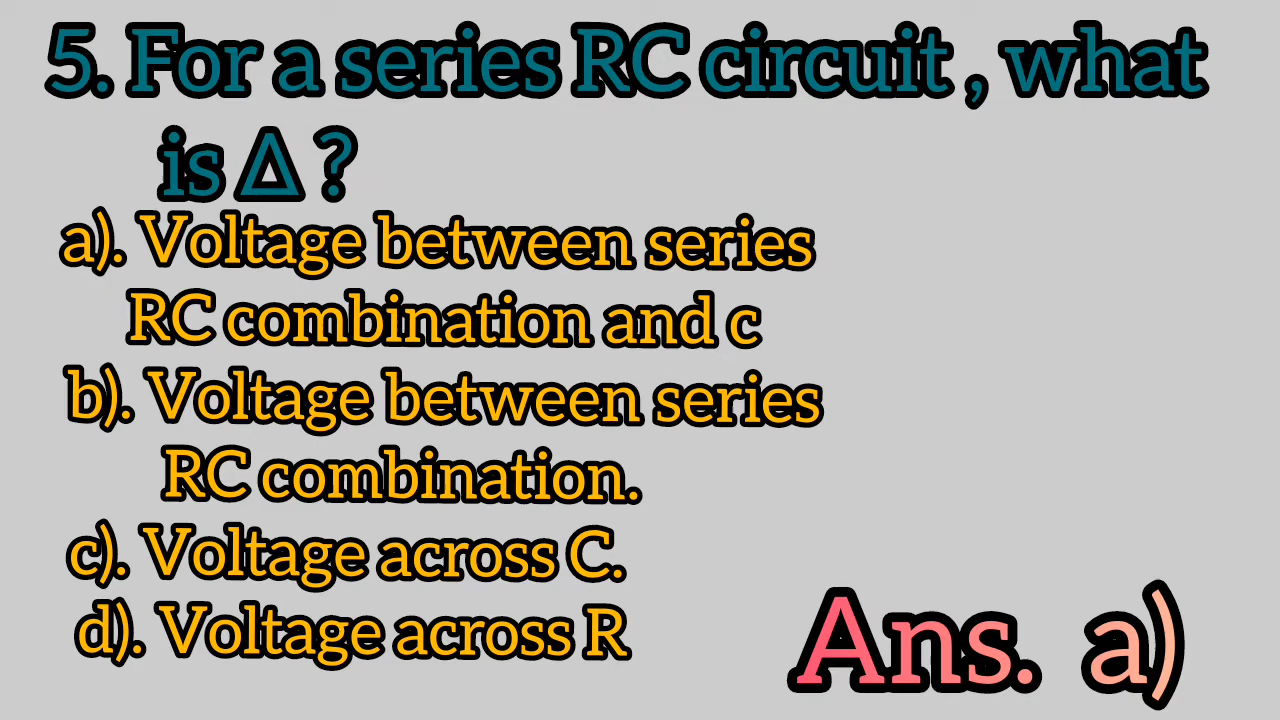 5. For a series RC circuit , what
is Δ ?
a). Voltage between series
RC combination and c
b). Voltage between series
RC combination.
c). Voltage across C.
d). Voltage across R
Ans. a)